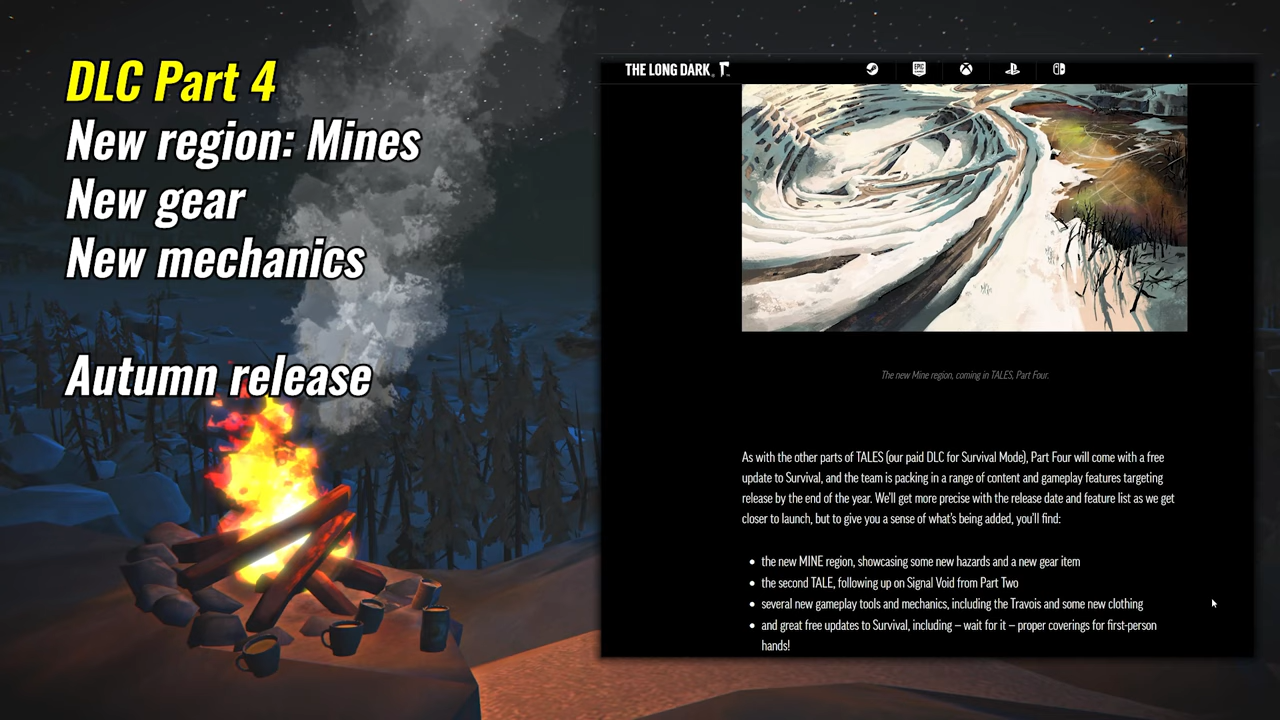 DLC Part 4
New region: Mines
New gear
New mechanics
Autumn release
THE LONG DARK
The new Mine region, coming in TALES, Part Four.
As with the other parts of TALES (our paid DLC for Survival Mode), Part Four will come with a free
update to Survival, and the team is packing in a range of content and gameplay features targeting
release by the end of the year. We'll get more precise with the release date and feature list as we get
closer to launch, but to give you a sense of what's being added, you'll find:
• the new MINE region, showcasing some new hazards and a new gear item
• the second TALE, following up on Signal Void from Part Two
• several new gameplay tools and mechanics, including the Travois and some new clothing
• and great free updates to Survival, including – wait for it – proper coverings for first-person
hands!